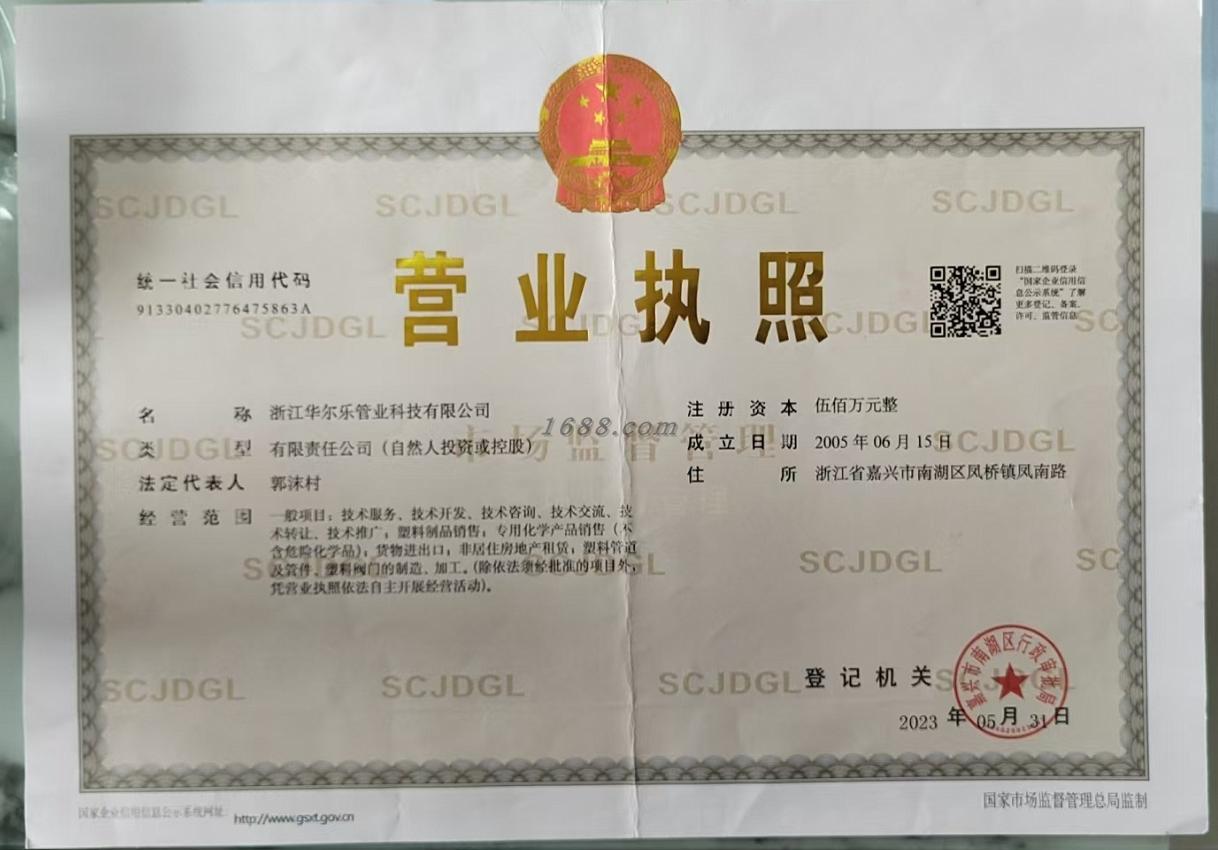 SCJDGL SCJDGL SCJDGL SCJDGL
营业执照
统一社会信用代码
91330402776475863A
扫描二维码登录
“国家企业信用信
息公示系统”了解
更多登记、备案、
许可、监管信息
SCJDGL SCJDGL SCJDGL SC
名称 浙江华尔乐管业科技有限公司
类型 有限责任公司（自然人投资或控股）
法定代表人 郭沫村
经营范围 一般项目：技术服务、技术开发、技术咨询、技术交流、技
术转让、技术推广；塑料制品销售；专用化学产品销售（不
含危险化学品）；货物进出口；非居住房地产租赁；塑料管道
及管件、塑料阀门的制造、加工。（除依法须经批准的项目外，
凭营业执照依法自主开展经营活动）。
注册资本 伍佰万元整
成立日期 2005年06月15日
住所 浙江省嘉兴市南湖区凤桥镇凤南路
1688.com
SCJDGL 市场监督管理 SCJDGL
SCJDGL SCJDGL SCJDGL SC
SCJDGL SCJDGL SCJDGL
登记机关
嘉兴市南湖区行政审批局
2023年05月31日
国家企业信用信息公示系统网址： http://www.gsxt.gov.cn
国家市场监督管理总局监制